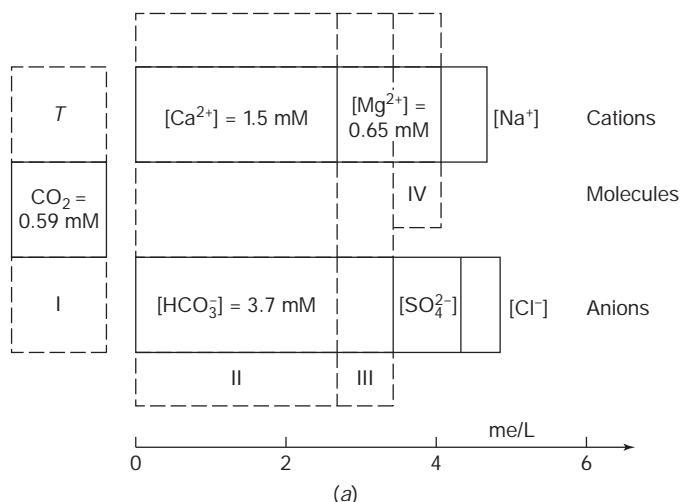 T
[Ca²⁺] = 1.5 mM
[Mg²⁺] =
0.65 mM
[Na⁺]
Cations
CO₂ =
0.59 mM
IV
Molecules
I
[HCO₃⁻] = 3.7 mM
[SO₄²⁻]
[Cl⁻]
Anions
II
III
me/L
0
2
4
6
(a)